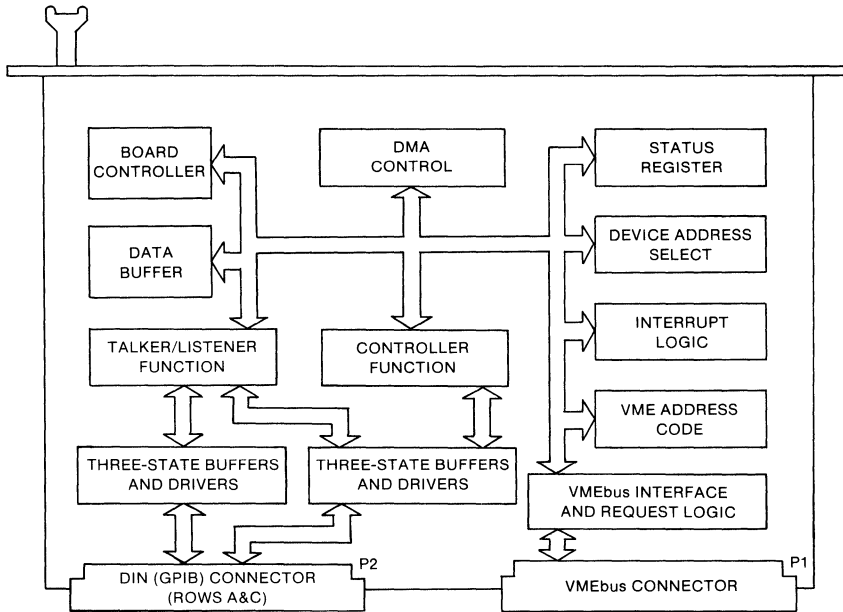 BOARD
CONTROLLER
DMA
CONTROL
STATUS
REGISTER
DATA
BUFFER
DEVICE ADDRESS
SELECT
TALKER/LISTENER
FUNCTION
CONTROLLER
FUNCTION
INTERRUPT
LOGIC
VME ADDRESS
CODE
THREE-STATE BUFFERS
AND DRIVERS
THREE-STATE BUFFERS
AND DRIVERS
VMEbus INTERFACE
AND REQUEST LOGIC
DIN (GPIB) CONNECTOR
(ROWS A&C)
P2
VMEbus CONNECTOR
P1